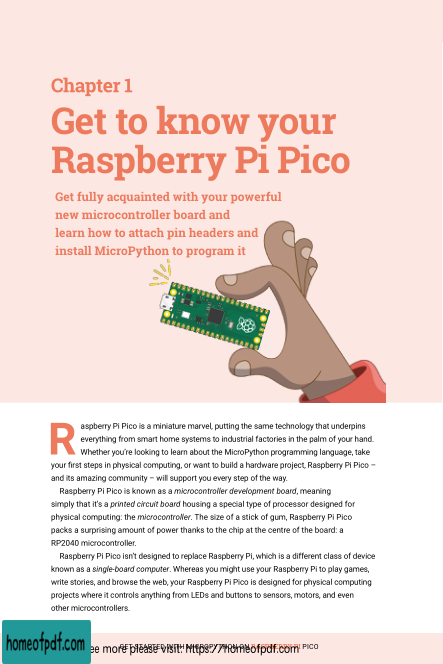 Chapter 1
Get to know your
Raspberry Pi Pico
Get fully acquainted with your powerful
new microcontroller board and
learn how to attach pin headers and
install MicroPython to program it
Raspberry Pi Pico is a miniature marvel, putting the same technology that underpins
everything from smart home systems to industrial factories in the palm of your hand.
Whether you're looking to learn about the MicroPython programming language, take
your first steps in physical computing, or want to build a hardware project, Raspberry Pi Pico –
and its amazing community – will support you every step of the way.
Raspberry Pi Pico is known as a microcontroller development board, meaning
simply that it's a printed circuit board housing a special type of processor designed for
physical computing: the microcontroller. The size of a stick of gum, Raspberry Pi Pico
packs a surprising amount of power thanks to the chip at the centre of the board: a
RP2040 microcontroller.
Raspberry Pi Pico isn't designed to replace Raspberry Pi, which is a different class of device
known as a single-board computer. Whereas you might use your Raspberry Pi to play games,
write stories, and browse the web, your Raspberry Pi Pico is designed for physical computing
projects where it controls anything from LEDs and buttons to sensors, motors, and even
other microcontrollers.
GET STARTED WITH MICROPYTHON ON RASPBERRY PI PICO
homeofpdf.com
ee more please visit: https://homeofpdf.com